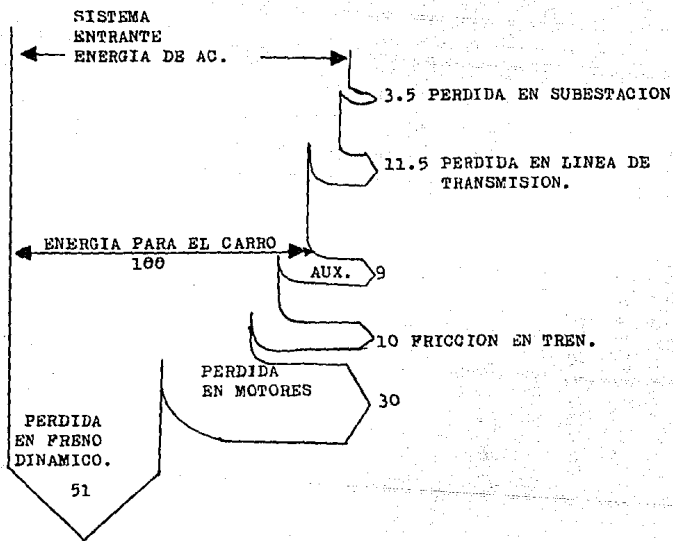 SISTEMA
ENTRANTE
ENERGIA DE AC.
3.5 PERDIDA EN SUBESTACION
11.5 PERDIDA EN LINEA DE
TRANSMISION.
ENERGIA PARA EL CARRO
100
AUX. 9
10 FRICCION EN TREN.
PERDIDA
EN MOTORES
30
PERDIDA
EN FRENO
DINAMICO.
51